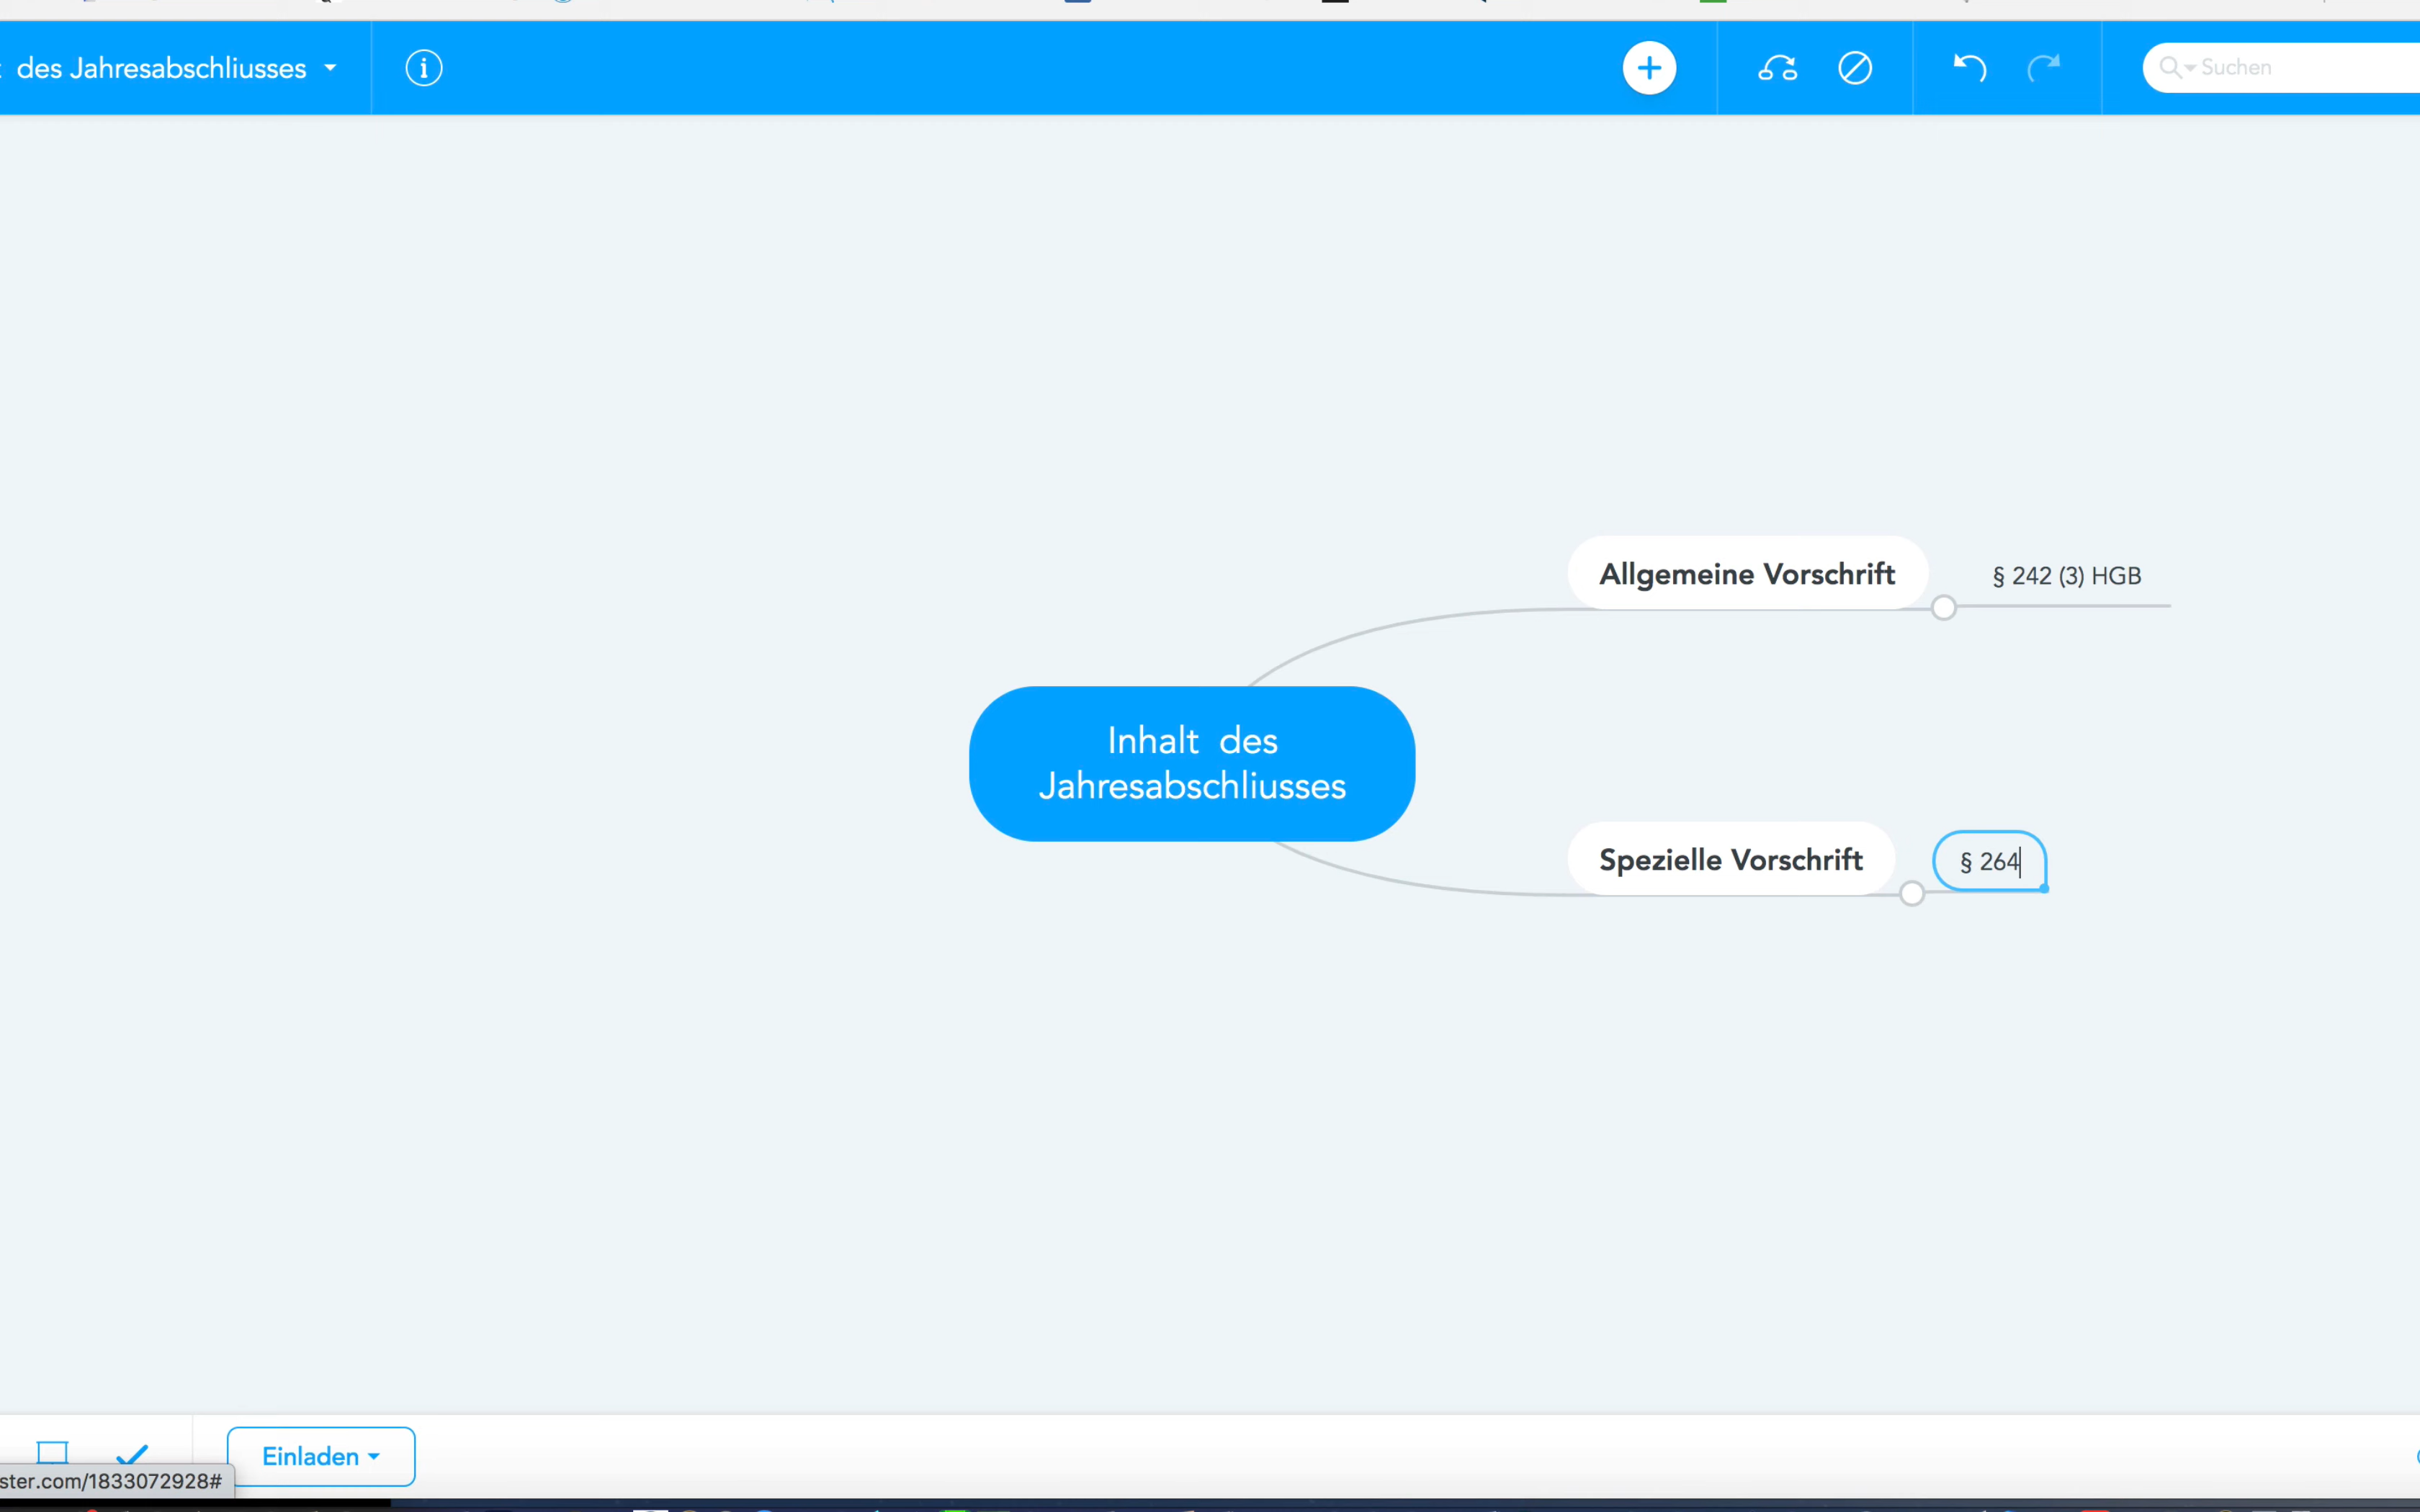 des Jahresabschliusses
Suchen
Allgemeine Vorschrift
§ 242 (3) HGB
Inhalt des
Jahresabschliusses
Spezielle Vorschrift
§ 264
Einladen
ster.com/1833072928#